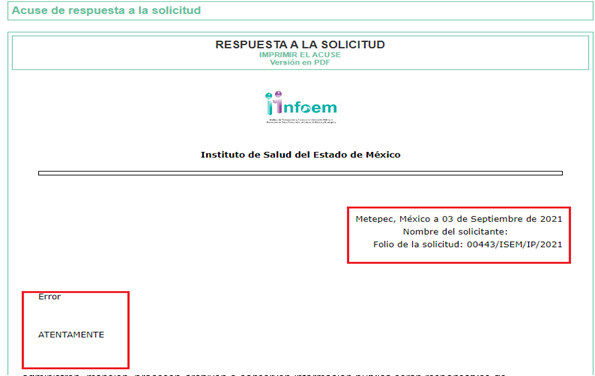 Acuse de respuesta a la solicitud
RESPUESTA A LA SOLICITUD
IMPRIMIR EL ACUSE
Versión en PDF
infoem
Instituto de Salud del Estado de México
Metepec, México a 03 de Septiembre de 2021
Nombre del solicitante:
Folio de la solicitud: 00443/ISEM/IP/2021
Error
ATENTAMENTE